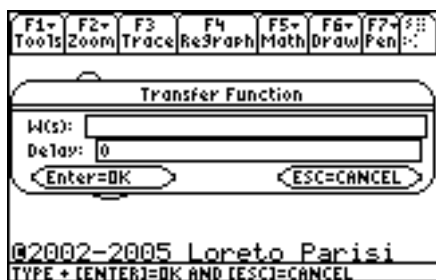 F1 F2 F3 F4 F5 F6 F7
Tools Zoom Trace ReGraph Math Draw Pen
Transfer Function
W(s):
Delay: 0
Enter=OK ESC=CANCEL
@2002-2005 Loreto Parisi
TYPE + [ENTER]=OK AND [ESC]=CANCEL